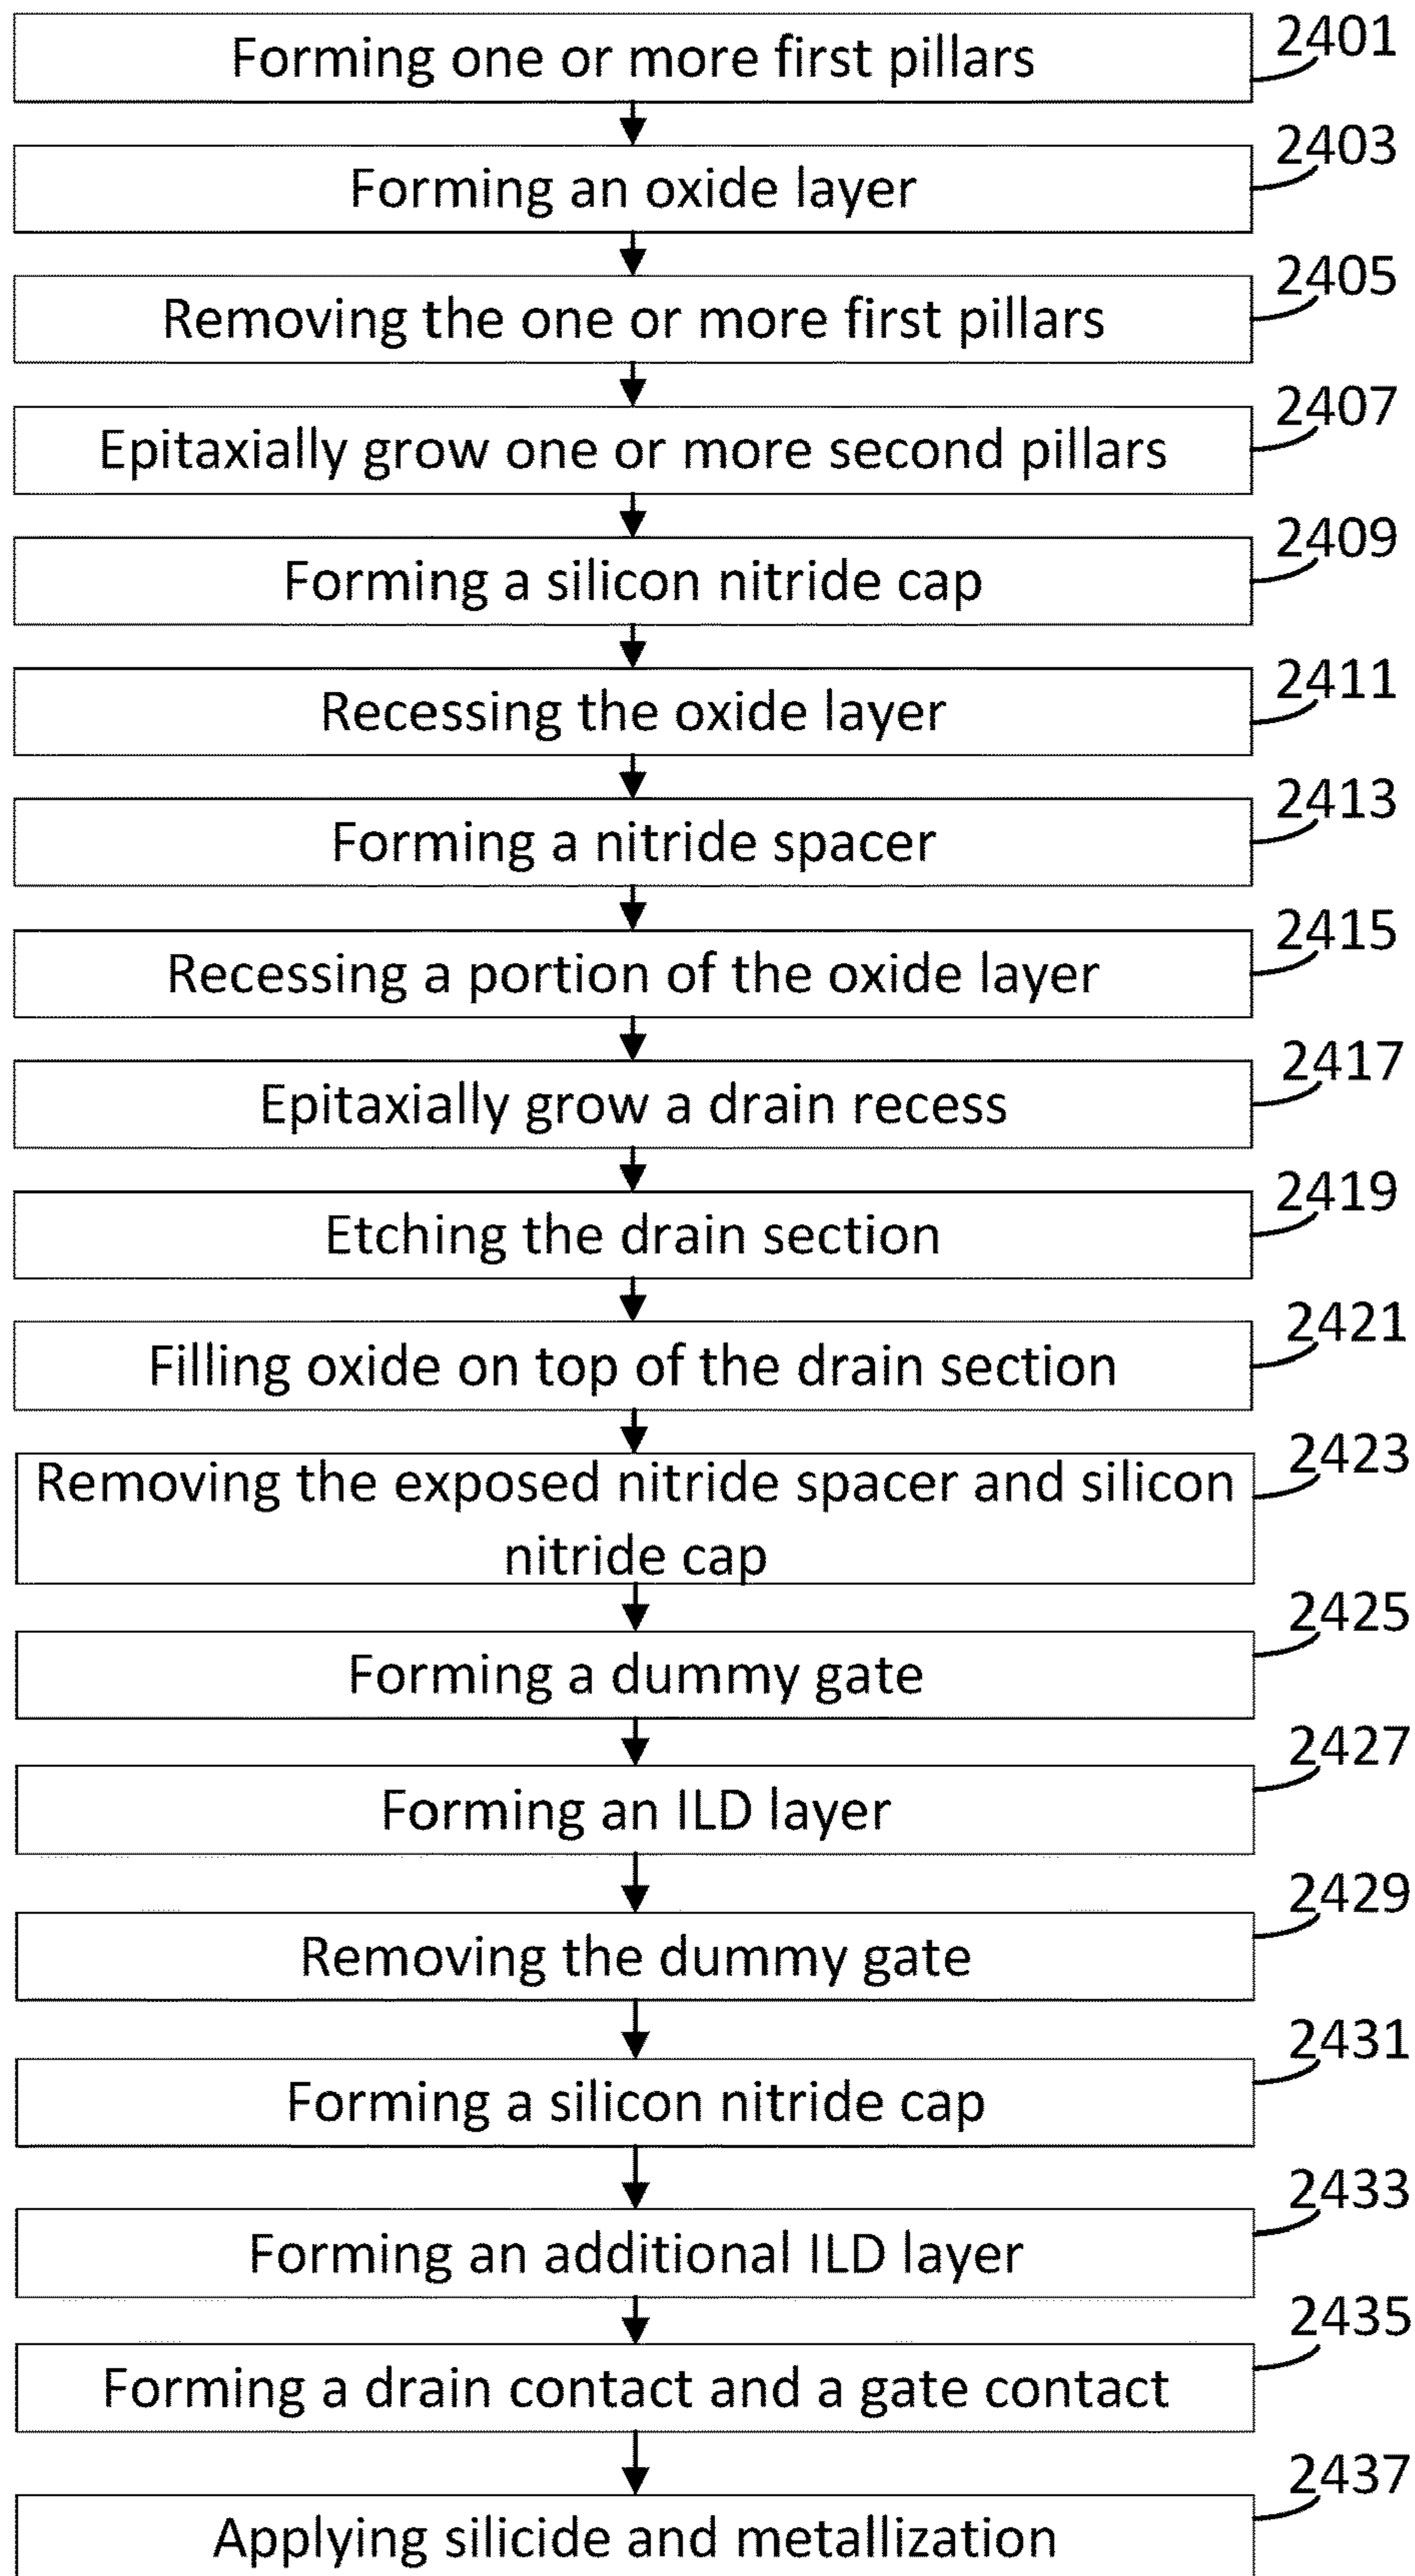 Forming one or more first pillars 2401
Forming an oxide layer 2403
Removing the one or more first pillars 2405
Epitaxially grow one or more second pillars 2407
Forming a silicon nitride cap 2409
Recessing the oxide layer 2411
Forming a nitride spacer 2413
Recessing a portion of the oxide layer 2415
Epitaxially grow a drain recess 2417
Etching the drain section 2419
Filling oxide on top of the drain section 2421
Removing the exposed nitride spacer and silicon 2423
nitride cap
Forming a dummy gate 2425
Forming an ILD layer 2427
Removing the dummy gate 2429
Forming a silicon nitride cap 2431
Forming an additional ILD layer 2433
Forming a drain contact and a gate contact 2435
Applying silicide and metallization 2437